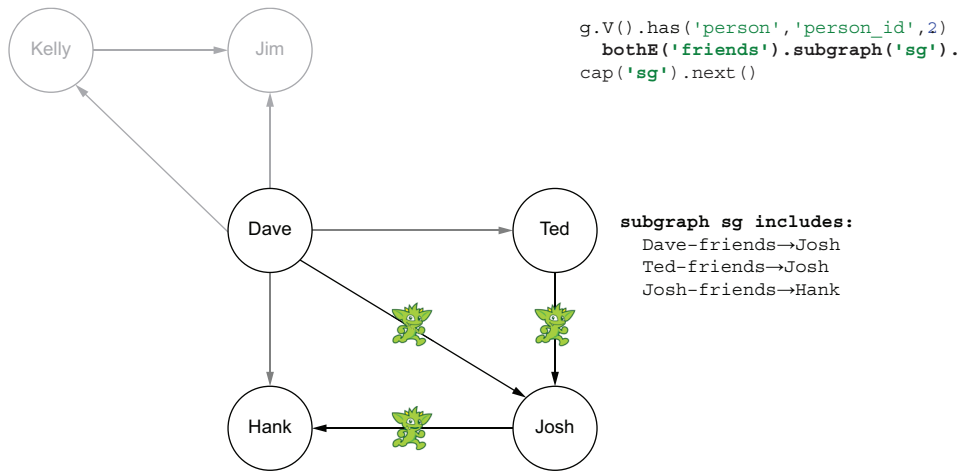 Kelly
Jim
g.V().has('person','person_id',2)
bothE('friends').subgraph('sg').
cap('sg').next()
Dave
Ted
subgraph sg includes:
Dave-friends→Josh
Ted-friends→Josh
Josh-friends→Hank
Hank
Josh